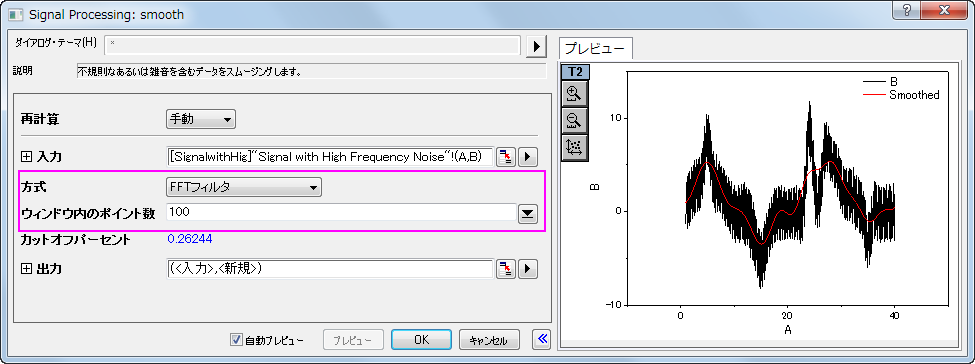 Signal Processing: smooth
ダイアログ・テーマ(H) *
説明 不規則なあるいは雑音を含むデータをスムージングします。
再計算 手動
入力 [SignalwithHig]"Signal with High Frequency Noise"!(A,B)
方式 FFTフィルタ
ウィンドウ内のポイント数 100
カットオフパーセント 0.26244
出力 (<入力>,<新規>)
自動プレビュー プレビュー OK キャンセル
プレビュー
T2
B
Smoothed
10
0
-10
B
0 20 40
A